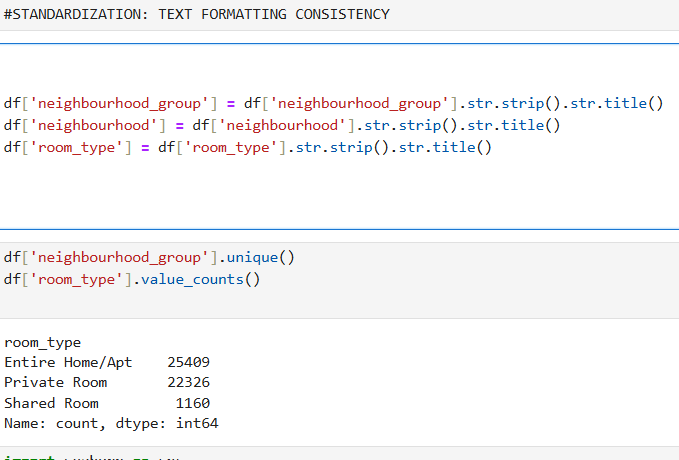 #STANDARDIZATION: TEXT FORMATTING CONSISTENCY
df['neighbourhood_group'] = df['neighbourhood_group'].str.strip().str.title()
df['neighbourhood'] = df['neighbourhood'].str.strip().str.title()
df['room_type'] = df['room_type'].str.strip().str.title()
df['neighbourhood_group'].unique()
df['room_type'].value_counts()
room_type
Entire Home/Apt    25409
Private Room       22326
Shared Room         1160
Name: count, dtype: int64